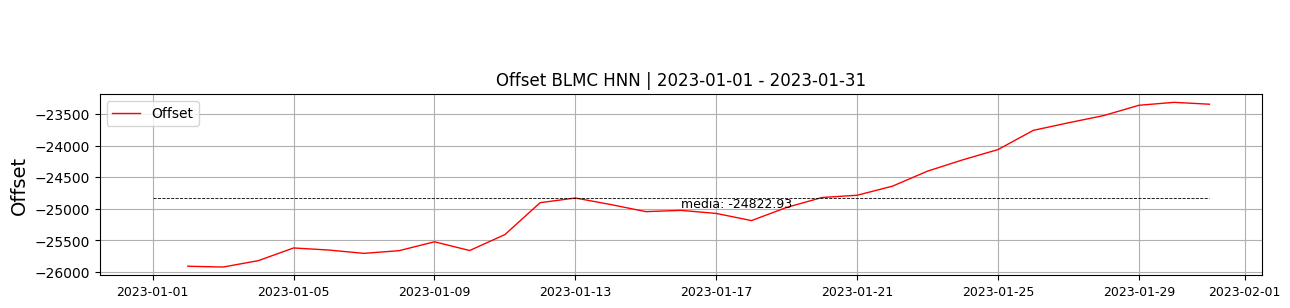 Offset BLMC HNN | 2023-01-01 - 2023-01-31
Offset
Offset
−23500
−24000
−24500
−25000
−25500
−26000
media: -24822.93
2023-01-01 2023-01-05 2023-01-09 2023-01-13 2023-01-17 2023-01-21 2023-01-25 2023-01-29 2023-02-01